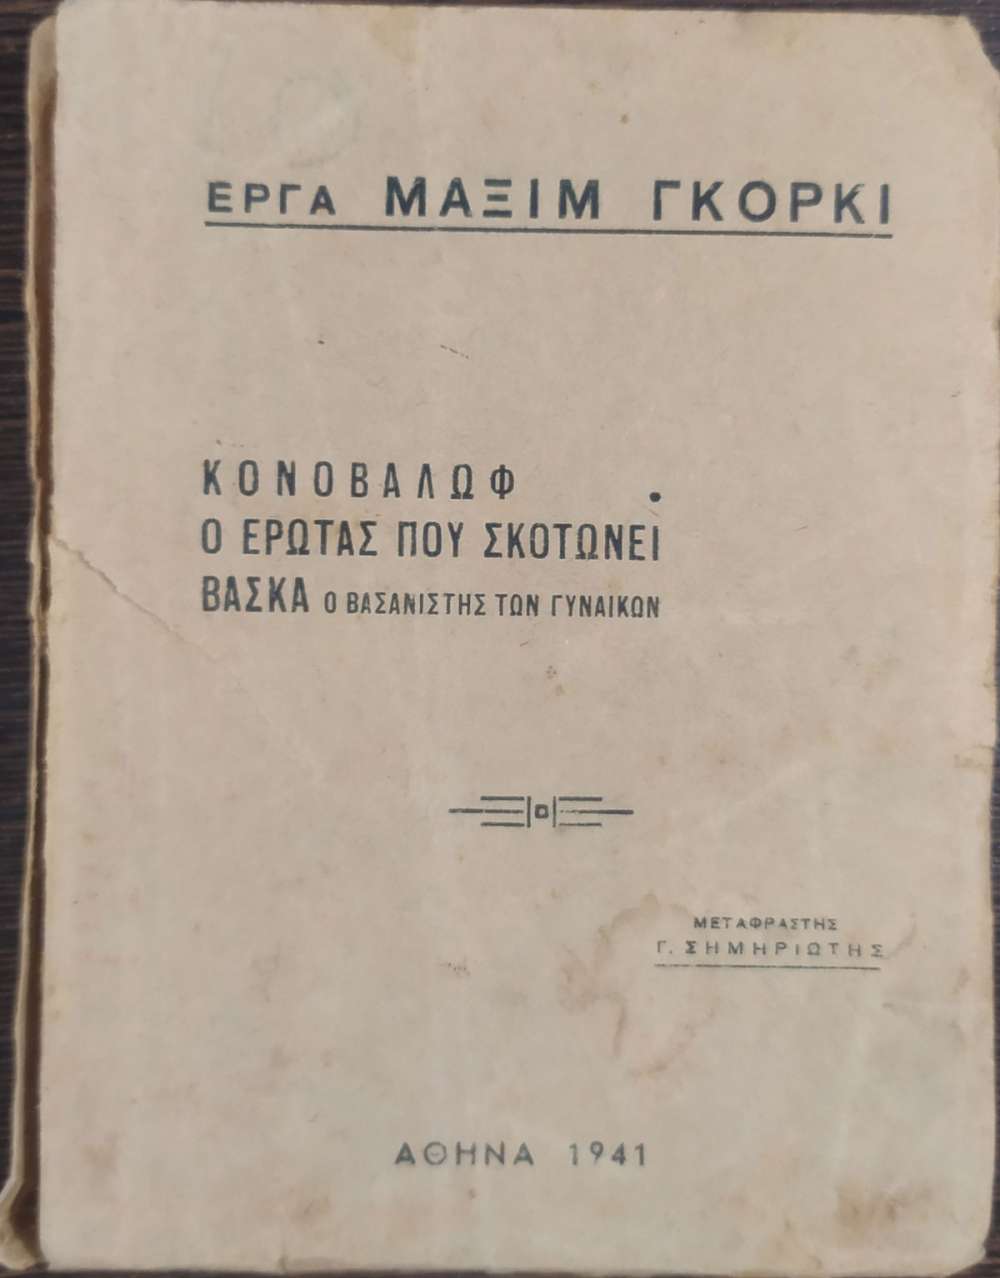 ΕΡΓΑ ΜΑΞΙΜ ΓΚΟΡΚΙ
ΚΟΝΟΒΑΛΩΦ
Ο ΕΡΩΤΑΣ ΠΟΥ ΣΚΟΤΩΝΕΙ
ΒΑΣΚΑ Ο ΒΑΣΑΝΙΣΤΗΣ ΤΩΝ ΓΥΝΑΙΚΩΝ
ΜΕΤΑΦΡΑΣΤΗΣ
Γ. ΣΗΜΗΡΙΩΤΗΣ
ΑΘΗΝΑ 1941